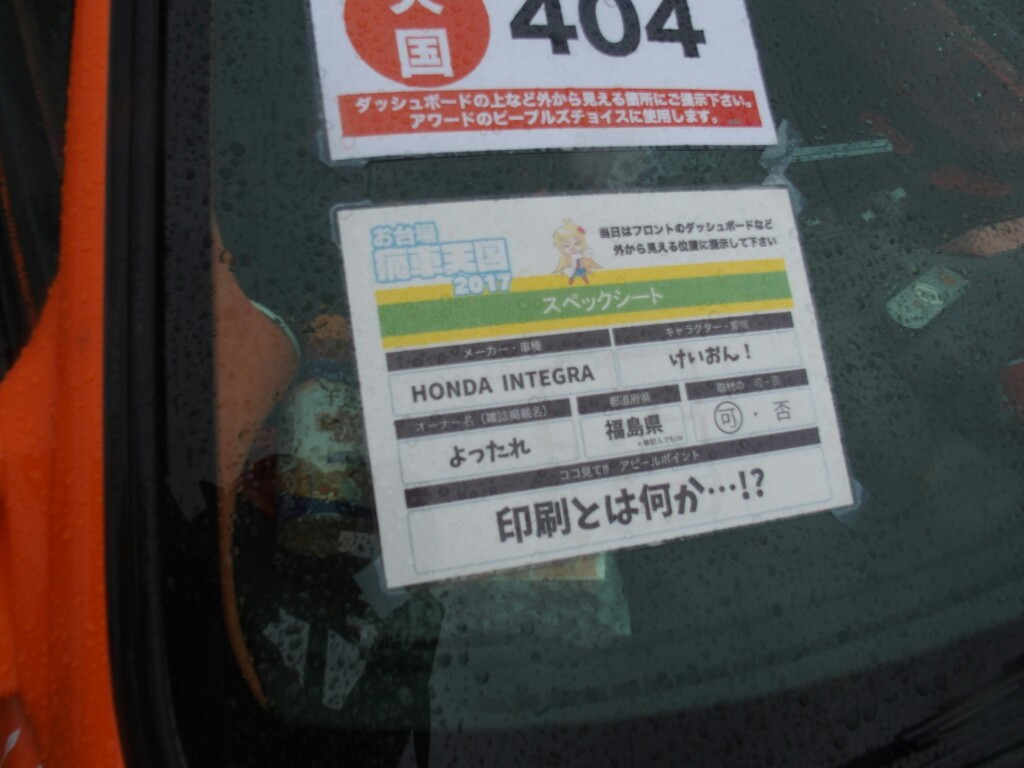 天国
404
ダッシュボードの上など外から見える箇所にご提示下さい。
アワードのピープルズチョイスに使用します。
お台場
痛車天国
2017
当日はフロントのダッシュボードなど
外から見える位置に提示して下さい
スペックシート
メーカー・車種
キャラクター・愛称
HONDA INTEGRA
けいおん!
オーナー名(雑誌掲載名)
都道府県
取材の 可・否
よったれ
福島県
可・否
ココ見て!! アピールポイント
印刷とは何か…!?